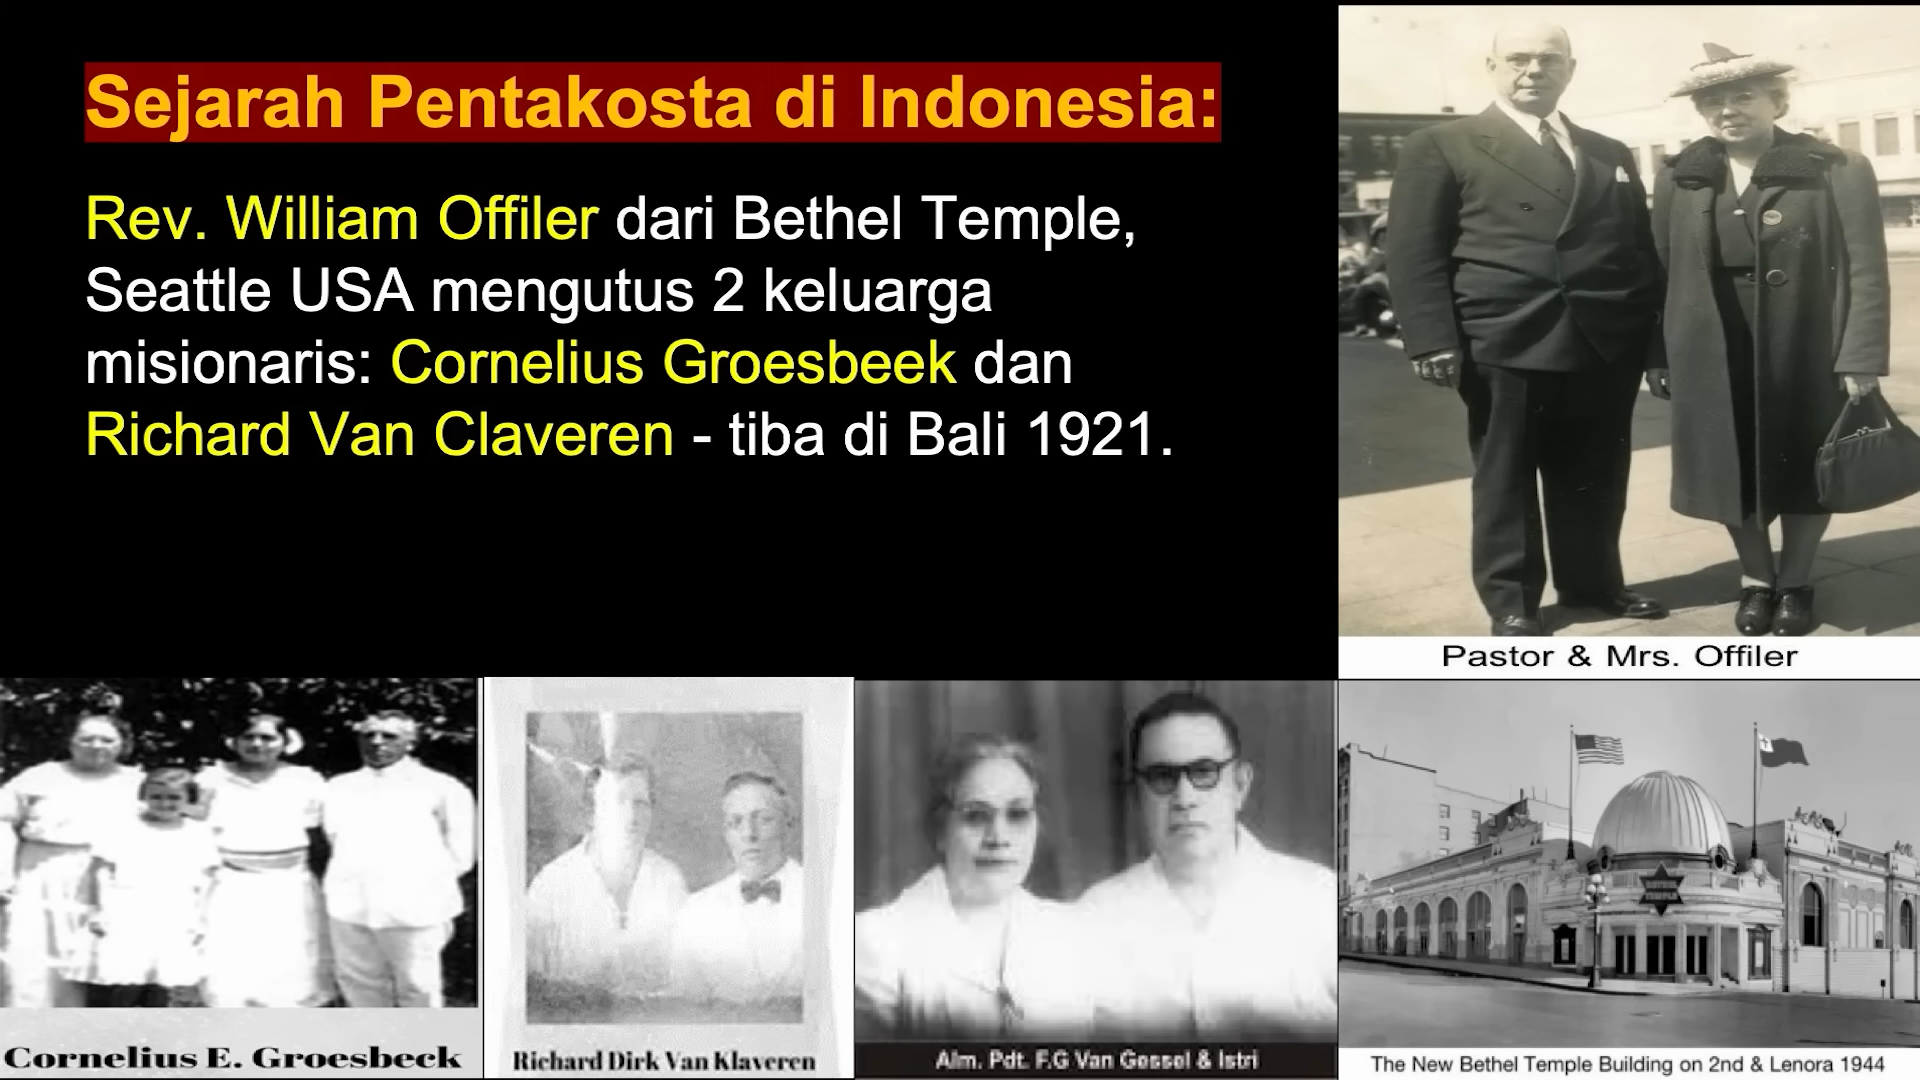 Sejarah Pentakosta di Indonesia:
Rev. William Offiler dari Bethel Temple,
Seattle USA mengutus 2 keluarga
misionaris: Cornelius Groesbeek dan
Richard Van Claveren - tiba di Bali 1921.
Pastor & Mrs. Offiler
BETHEL
TEMPLE
Cornelius E. Groesbeck
Richard Dirk Van Klaveren
Alm. Pdt. F.G Van Gessel & Istri
The New Bethel Temple Building on 2nd & Lenora 1944